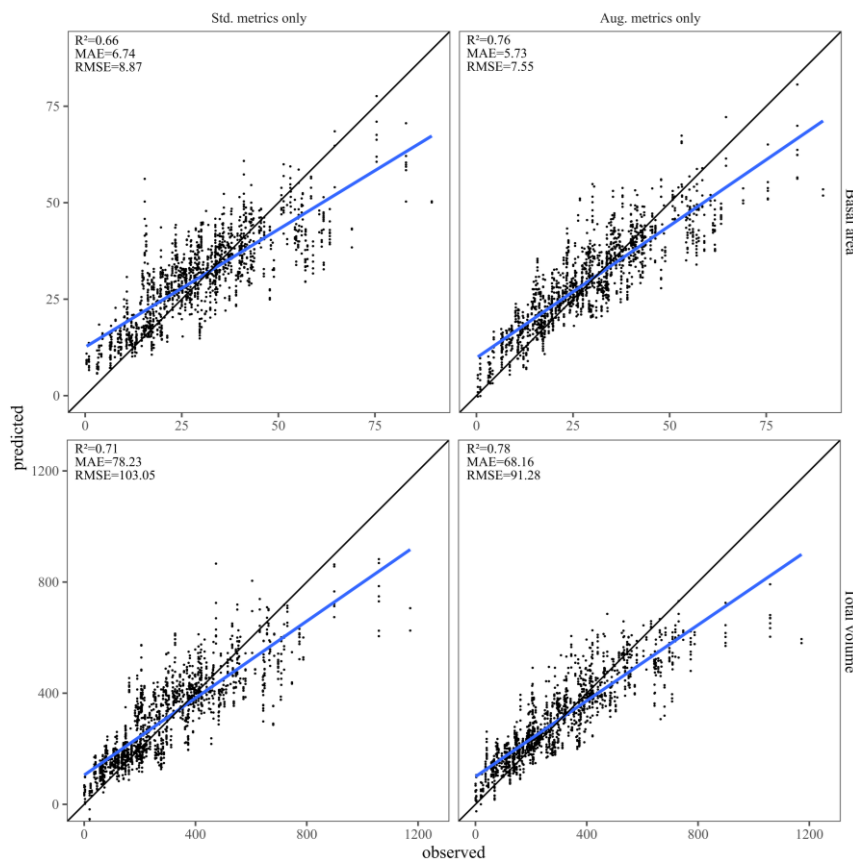 Std. metrics only
Aug. metrics only
R²=0.66
MAE=6.74
RMSE=8.87
R²=0.76
MAE=5.73
RMSE=7.55
75
50
25
0
Basal area
0
25
50
75
0
25
50
75
predicted
R²=0.71
MAE=78.23
RMSE=103.05
R²=0.78
MAE=68.16
RMSE=91.28
1200
800
400
0
Total volume
0
400
800
1200
0
400
800
1200
observed